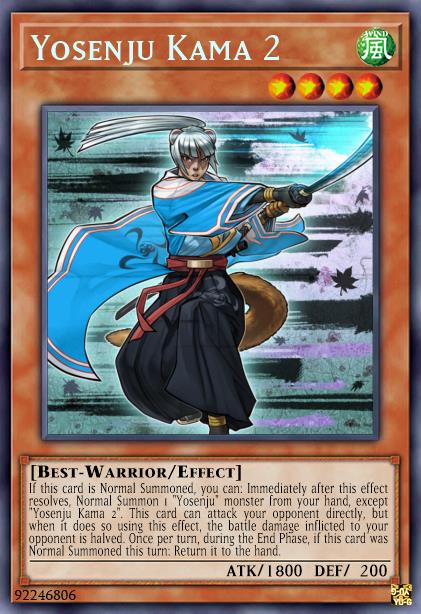 Yosenju Kama 2
WIND
風
[Best-Warrior/Effect]
If this card is Normal Summoned, you can: Immediately after this effect
resolves, Normal Summon 1 "Yosenju" monster from your hand, except
"Yosenju Kama 2". This card can attack your opponent directly, but
when it does so using this effect, the battle damage inflicted to your
opponent is halved. Once per turn, during the End Phase, if this card was
Normal Summoned this turn: Return it to the hand.
ATK/1800 DEF/ 200
92246806